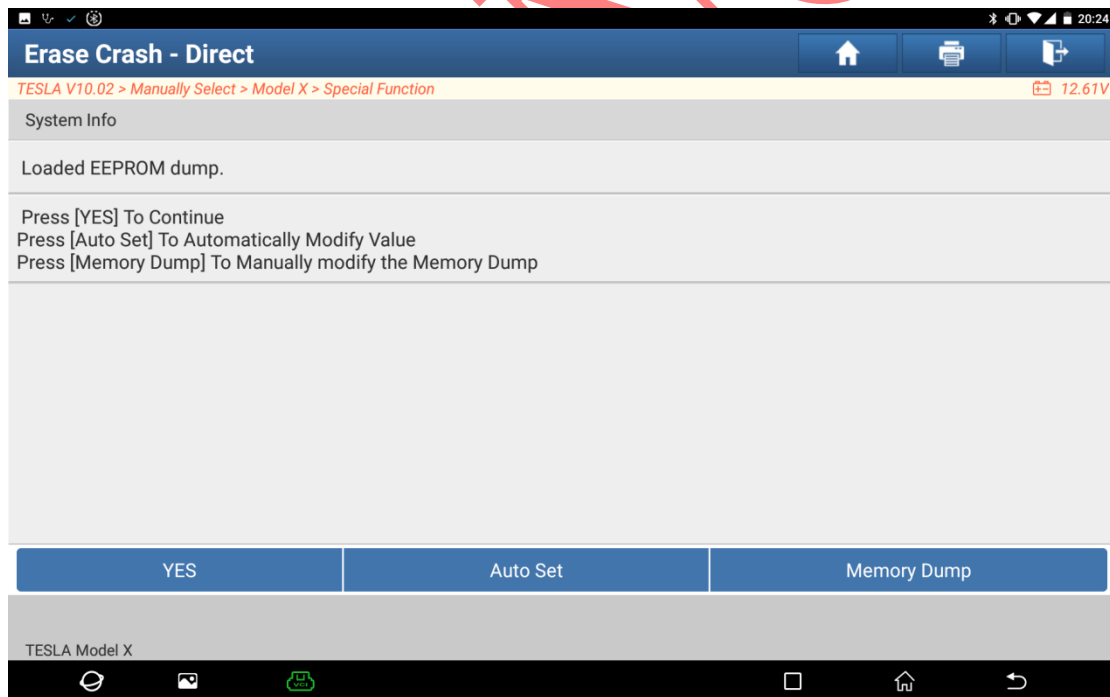 20:24
Erase Crash - Direct
TESLA V10.02 > Manually Select > Model X > Special Function
12.61V
System Info
Loaded EEPROM dump.
Press [YES] To Continue
Press [Auto Set] To Automatically Modify Value
Press [Memory Dump] To Manually modify the Memory Dump
YES
Auto Set
Memory Dump
TESLA Model X
VCI